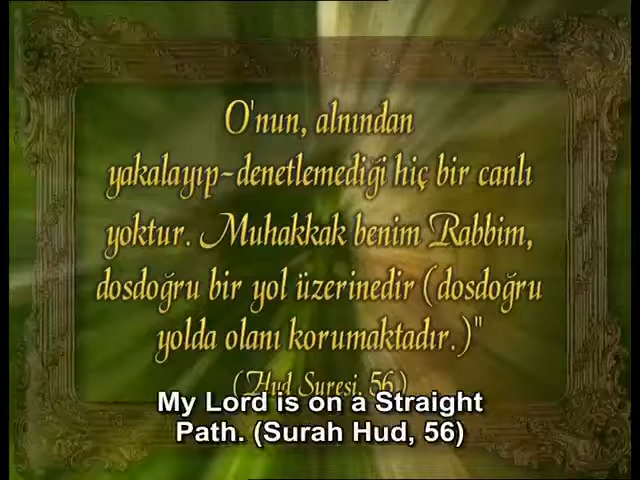 O'nun, alnından
yakalayıp-denetlemediği hiç bir canlı
yoktur. Muhakkak benim Rabbim,
dosdoğru bir yol üzerinedir (dosdoğru
yolda olanı korumaktadır.)"
(Hud Suresi, 56)
My Lord is on a Straight
Path. (Surah Hud, 56)